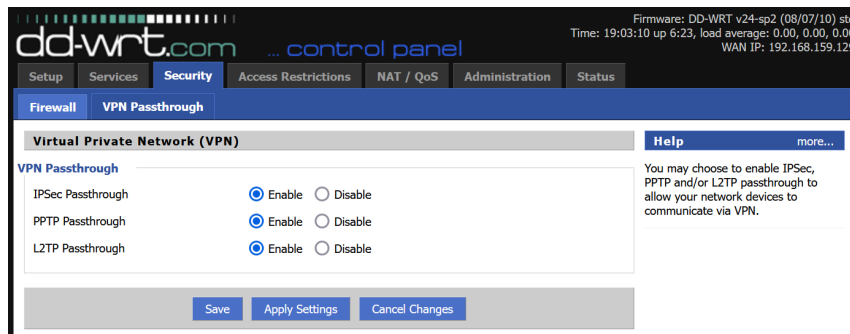 Firmware: DD-WRT v24-sp2 (08/07/10)
Time: 19:03:10 up 6:23, load average: 0.00, 0.00,
WAN IP: 192.168.159.129
dd-wrt.com ... control panel
Setup Services Security Access Restrictions NAT / QoS Administration Status
Firewall VPN Passthrough
Virtual Private Network (VPN)
Help more...
VPN Passthrough
IPSec Passthrough Enable Disable
PPTP Passthrough Enable Disable
L2TP Passthrough Enable Disable
You may choose to enable IPSec,
PPTP and/or L2TP passthrough to
allow your network devices to
communicate via VPN.
Save Apply Settings Cancel Changes